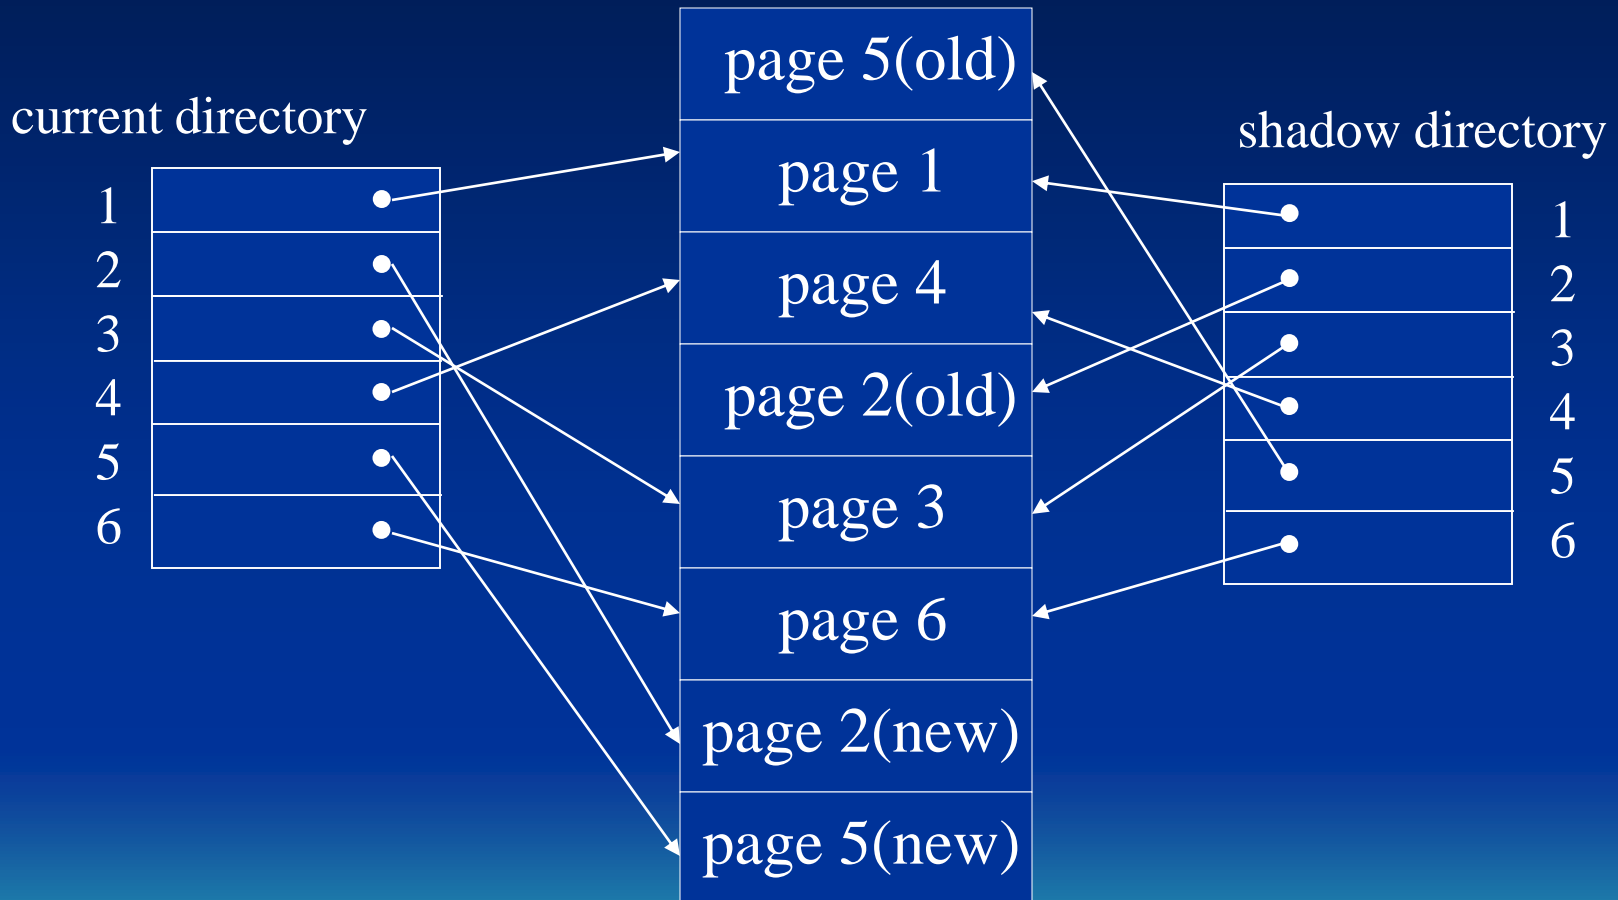 current directory
1
2
3
4
5
6
page 5(old)
page 1
page 4
page 2(old)
page 3
page 6
page 2(new)
page 5(new)
shadow directory
1
2
3
4
5
6